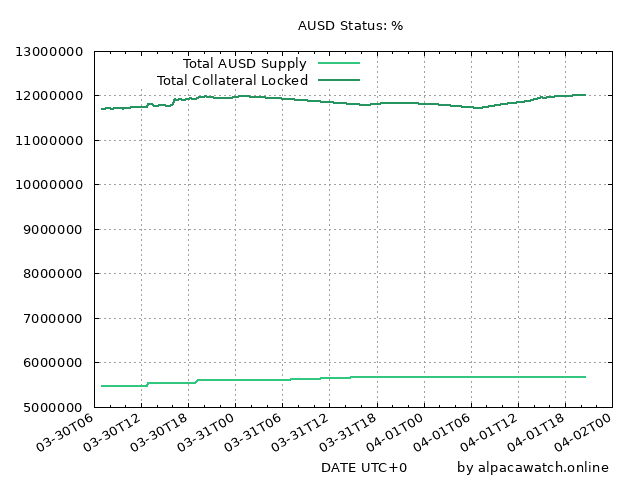 AUSD Status: %
13000000
Total AUSD Supply
Total Collateral Locked
12000000
11000000
10000000
9000000
8000000
7000000
6000000
5000000
03-30T06
03-30T12
03-30T18
03-31T00
03-31T06
03-31T12
03-31T18
04-01T00
04-01T06
04-01T12
04-01T18
04-02T00
DATE UTC+0
by alpacawatch.online